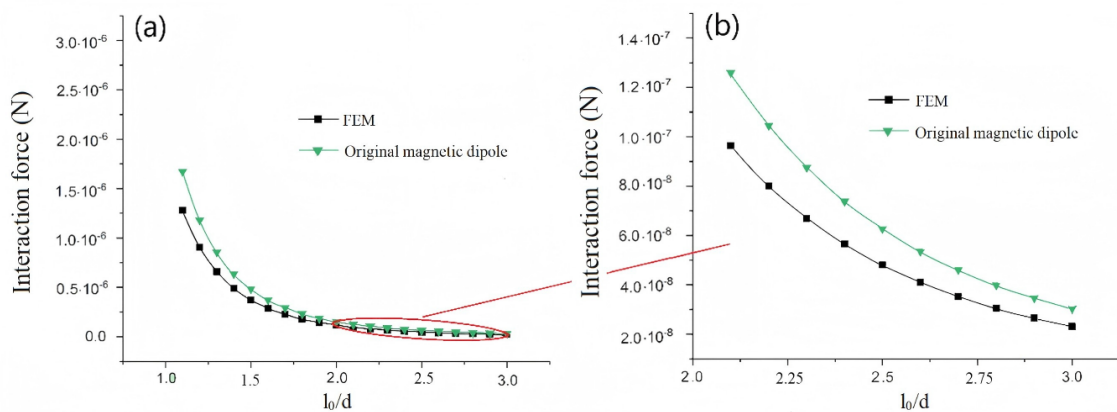 (a)
Interaction force (N)
3.0·10⁻⁶
2.5·10⁻⁶
2.0·10⁻⁶
1.5·10⁻⁶
1.0·10⁻⁶
0.5·10⁻⁶
0.0
FEM
Original magnetic dipole
1.0 1.5 2.0 2.5 3.0
l₀/d
(b)
Interaction force (N)
1.4·10⁻⁷
1.2·10⁻⁷
1.0·10⁻⁷
8.0·10⁻⁸
6.0·10⁻⁸
4.0·10⁻⁸
2.0·10⁻⁸
FEM
Original magnetic dipole
2.0 2.25 2.5 2.75 3.0
l₀/d